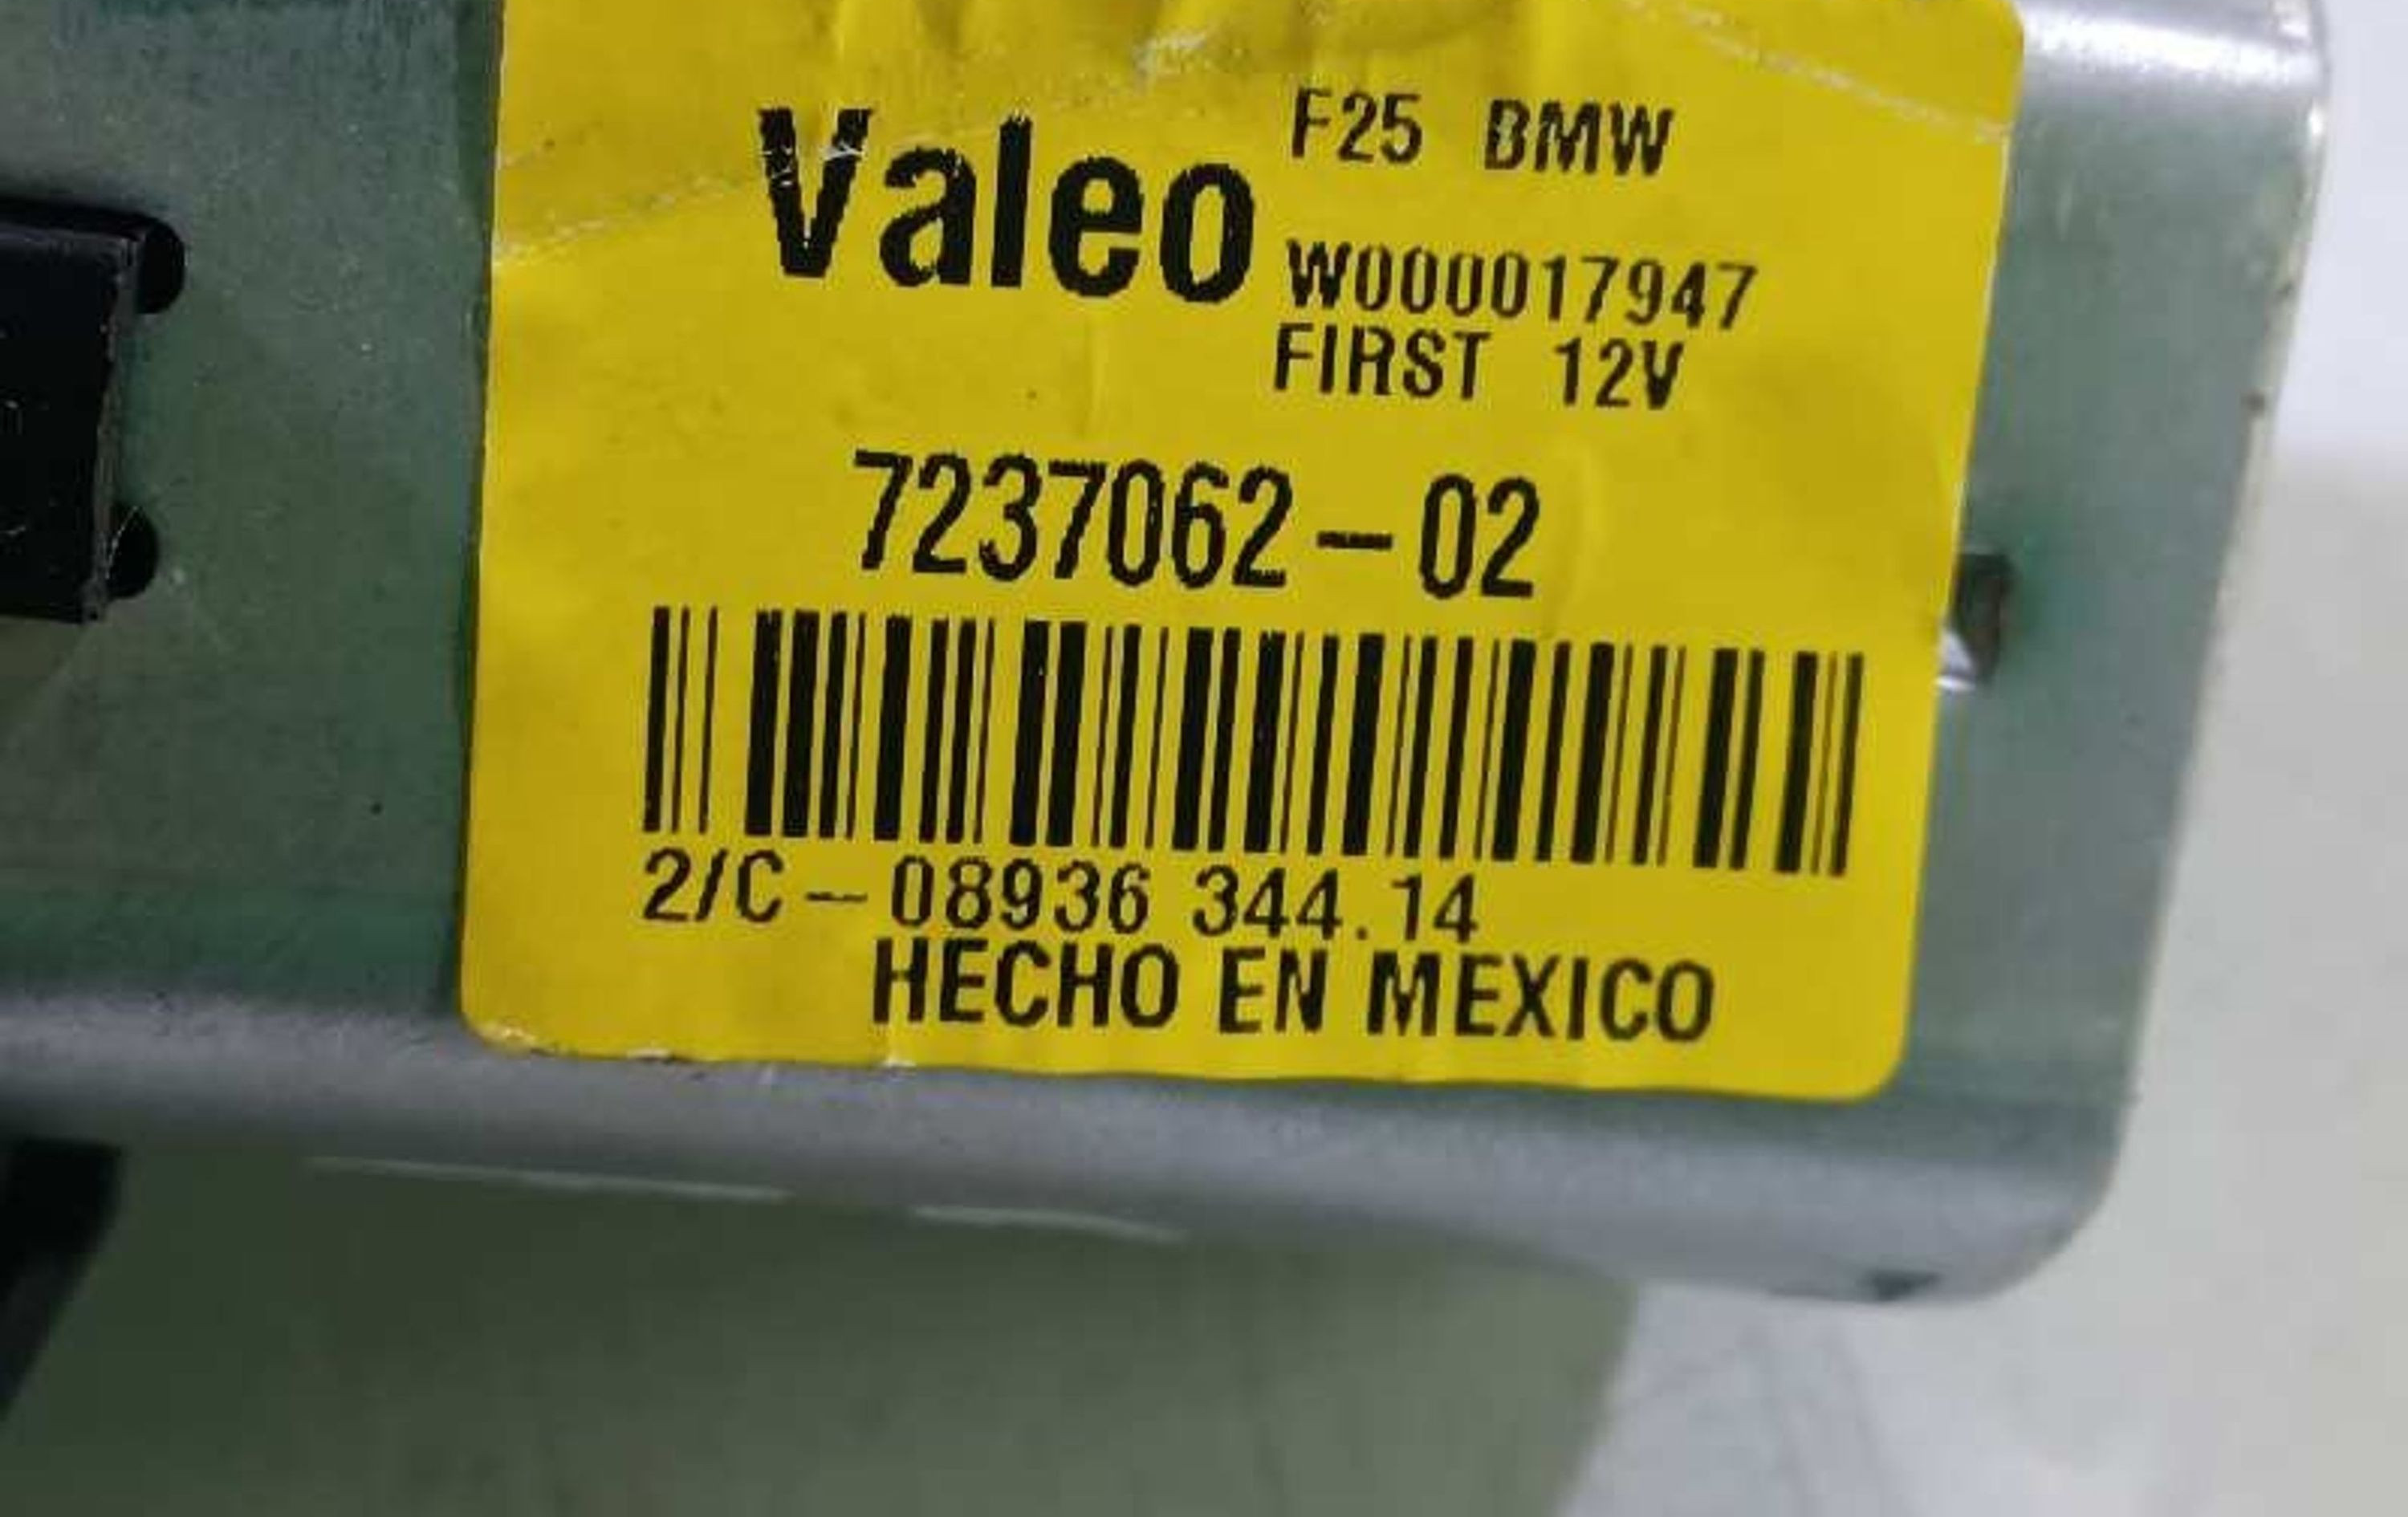 F25 BMW
Valeo
W000017947
FIRST 12V
7237062-02
2/C-08936 344.14
HECHO EN MEXICO